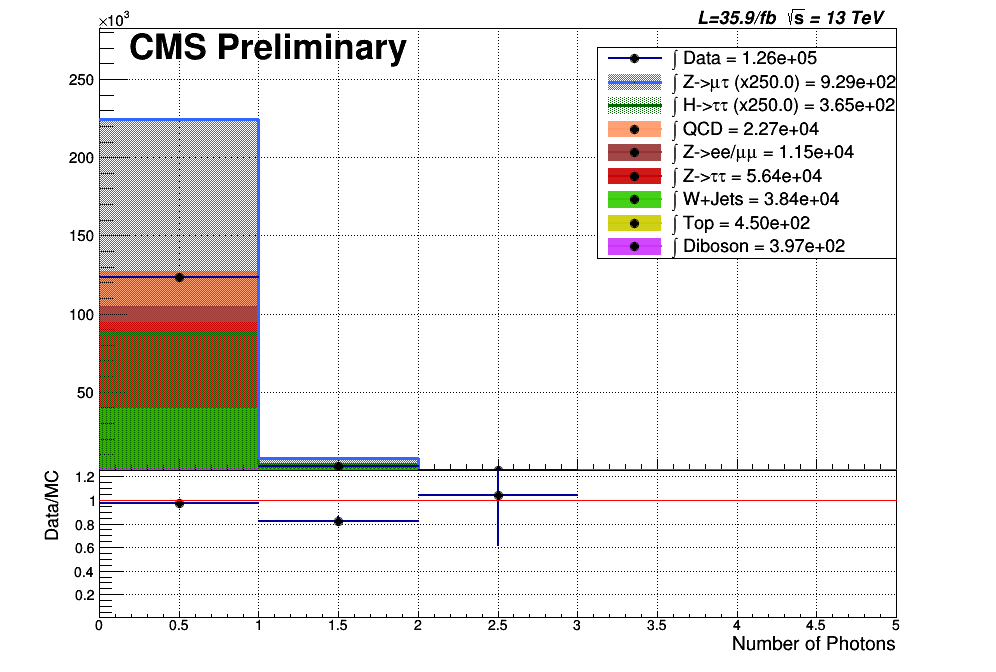 ×10³
L=35.9/fb √s = 13 TeV
CMS Preliminary
∫ Data = 1.26e+05
∫ Z->μτ (x250.0) = 9.29e+02
∫ H->ττ (x250.0) = 3.65e+02
∫ QCD = 2.27e+04
∫ Z->ee/μμ = 1.15e+04
∫ Z->ττ = 5.64e+04
∫ W+Jets = 3.84e+04
∫ Top = 4.50e+02
∫ Diboson = 3.97e+02
250
200
150
100
50
Data/MC
1.2
1
0.8
0.6
0.4
0.2
0 0.5 1 1.5 2 2.5 3 3.5 4 4.5 5
Number of Photons